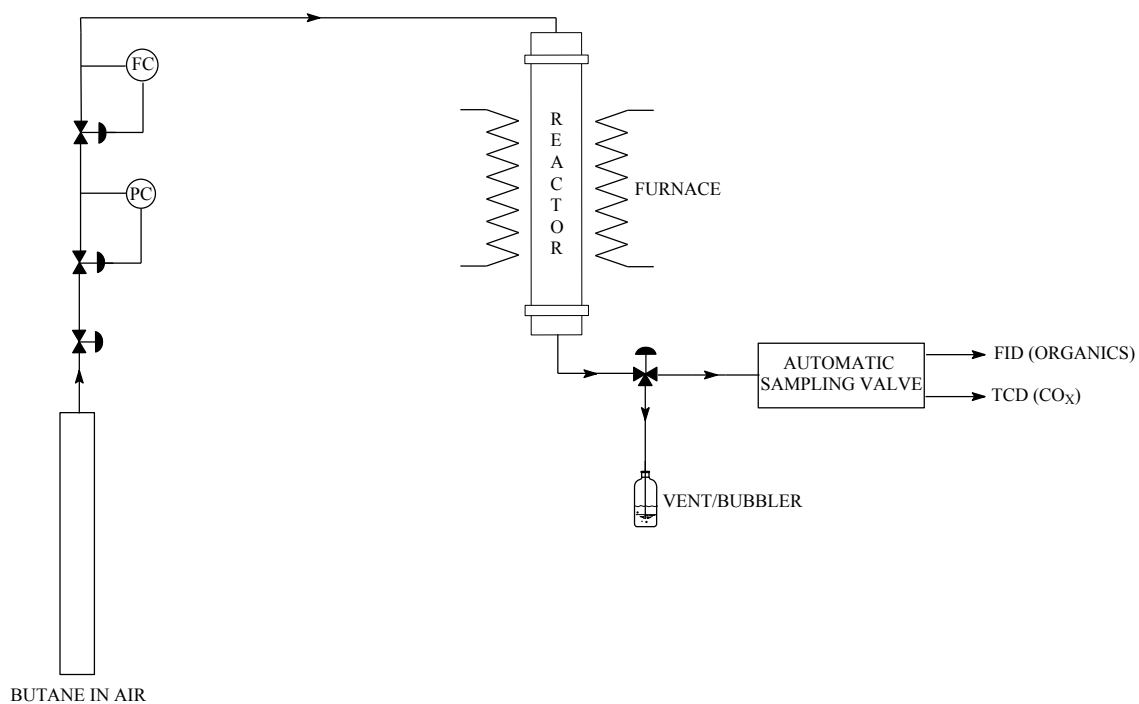 FC
PC
R
E
A
C
T
O
R
FURNACE
AUTOMATIC
SAMPLING VALVE
FID (ORGANICS)
TCD (COX)
VENT/BUBBLER
BUTANE IN AIR